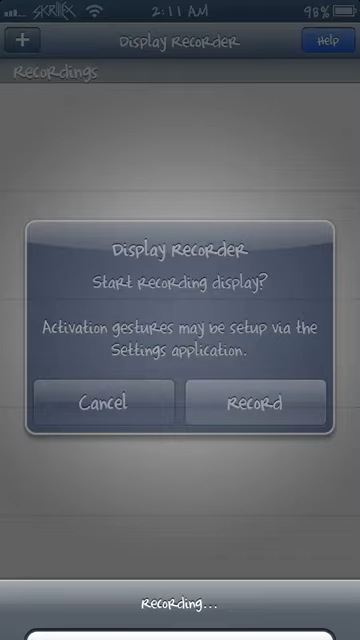 SKRILLEX 2:11 AM 98%
+ Display Recorder Help
Recordings
Display Recorder
Start recording display?
Activation gestures may be setup via the
Settings application.
Cancel Record
Recording...